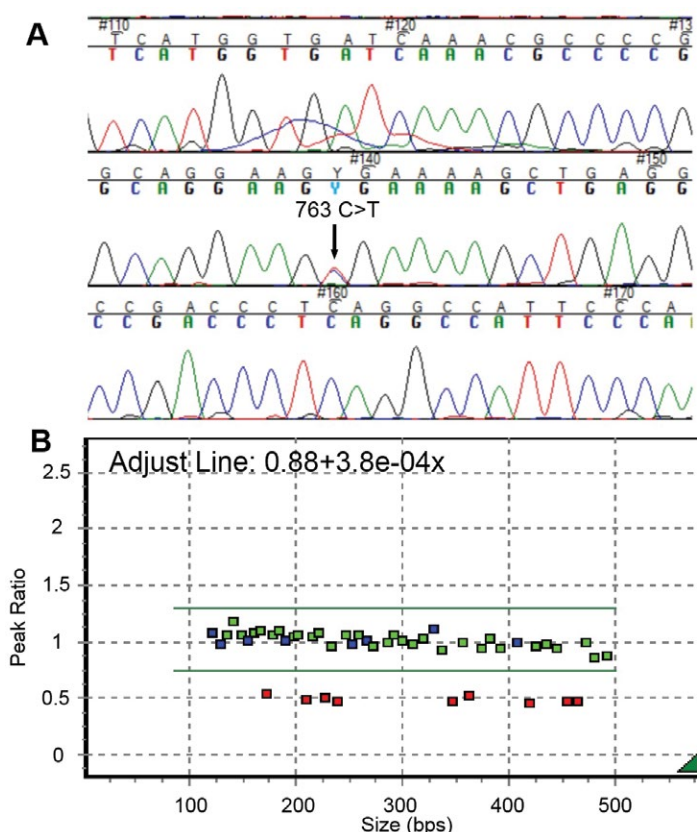 A
#110 #120 #13
T C A T G G T G A T C A A A C G C C C C G
T C A T G G T G A T C A A A C G C C C C G
#140 #150
G C A G G A A G Y G A A A A G C T G A G G
G C A G G A A G Y G A A A A G C T G A G G
763 C>T
#160 #170
C C G A C C C T C A G G C C A T T C C C A
C C G A C C C T C A G G C C A T T C C C A
B
Adjust Line: 0.88+3.8e-04x
2.5
2
1.5
1
0.5
0
Peak Ratio
100 200 300 400 500
Size (bps)